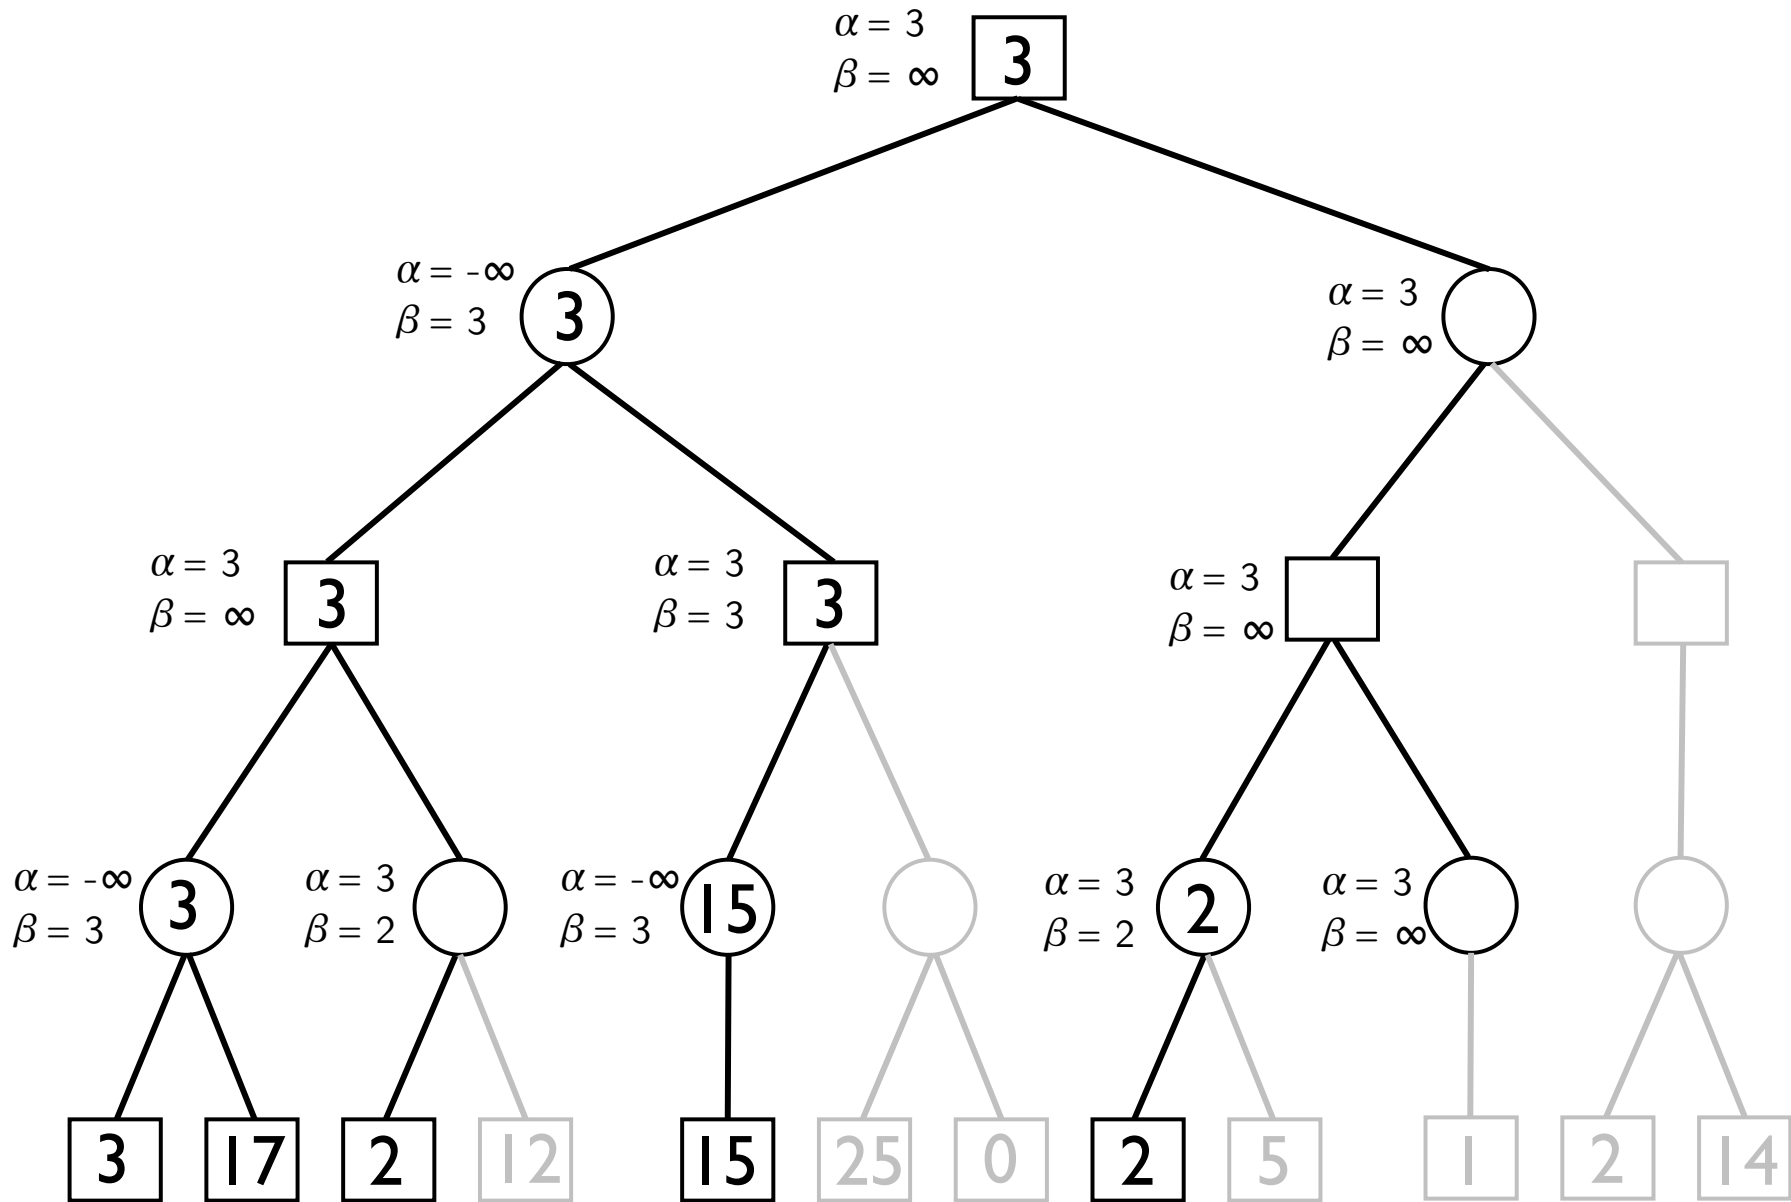 α = 3
β = ∞
3
α = -∞
β = 3
3
α = 3
β = ∞
α = 3
β = ∞
3
α = 3
β = 3
3
α = 3
β = ∞
α = -∞
β = 3
3
α = 3
β = 2
α = -∞
β = 3
15
α = 3
β = 2
2
α = 3
β = ∞
3 17 2 12 15 25 0 2 5 1 2 14